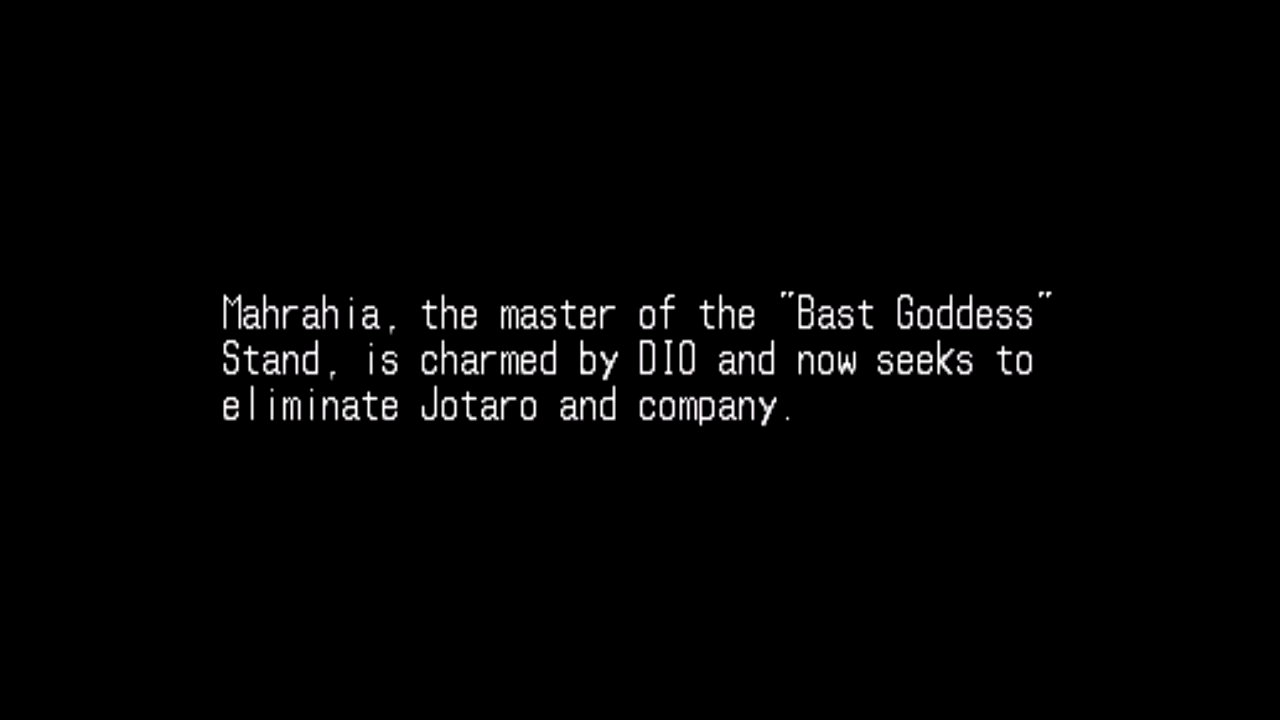 Mahrahia, the master of the "Bast Goddess"
Stand, is charmed by DIO and now seeks to
eliminate Jotaro and company.